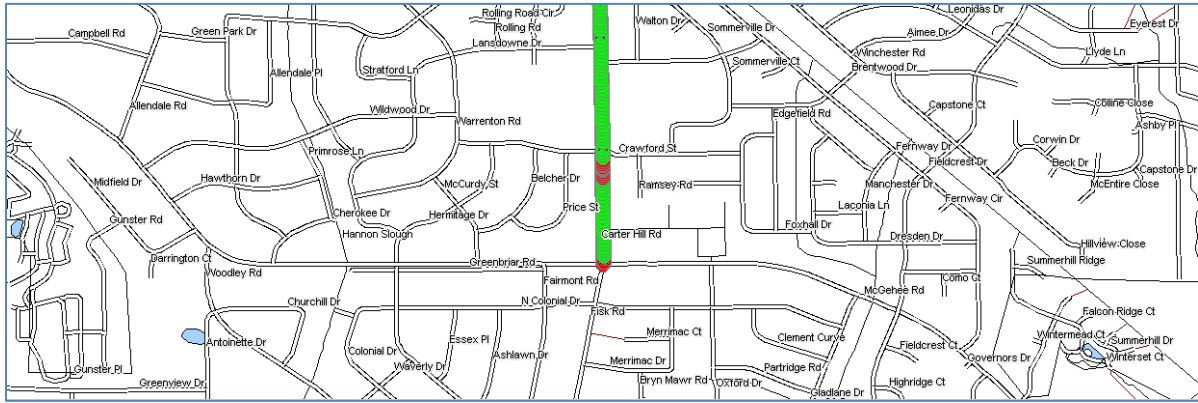 Rolling Road Cir
Leonidas Dr
Walton Dr
Everest Dr
Rolling Rd
Sommerville Dr
Green Park Dr
Campbell Rd
Aimee Dr
Lansdowne Dr
Winchester Rd
Llyde Ln
Sommerville Ct
Brentwood Dr
Stratford Ln
Allendale Pl
Allendale Rd
Capstone Ct
Colline Close
Wildwood Dr
Edgefield Rd
Warrenton Rd
Ashby Pl
Corwin Dr
Crawford St
Fernway Dr
Primrose Ln
Fieldcrest Dr
Beck Dr
Capstone Dr
Midfield Dr
Hawthorn Dr
Belcher Dr
McCurdy St
Ramsey Rd
Manchester Dr
McEntire Close
Fernway Cir
Laconia Ln
Price St
Gunster Rd
Cherokee Dr
Hermitage Dr
Foxhall Dr
Hannon Slough
Carter Hill Rd
Dresden Dr
Hillview Close
Darrington Ct
Greenbriar Rd
Summerhill Ridge
Woodley Rd
Fairmont Rd
Como Ct
McGehee Rd
Churchill Dr
N Colonial Dr
Fisk Rd
Falcon Ridge Ct
Merrimac Ct
Wintermead Ct
Antoinette Dr
Essex Pl
Clement Curve
Summerhill Dr
Colonial Dr
Fieldcrest Ct
Ashlawn Dr
Merrimac Dr
Governors Dr
Winterset Ct
Waverly Dr
Partridge Rd
Gunster Pl
Greenview Dr
Bryn Mawr Rd
Oxford Dr
Highridge Ct
Gladlane Dr